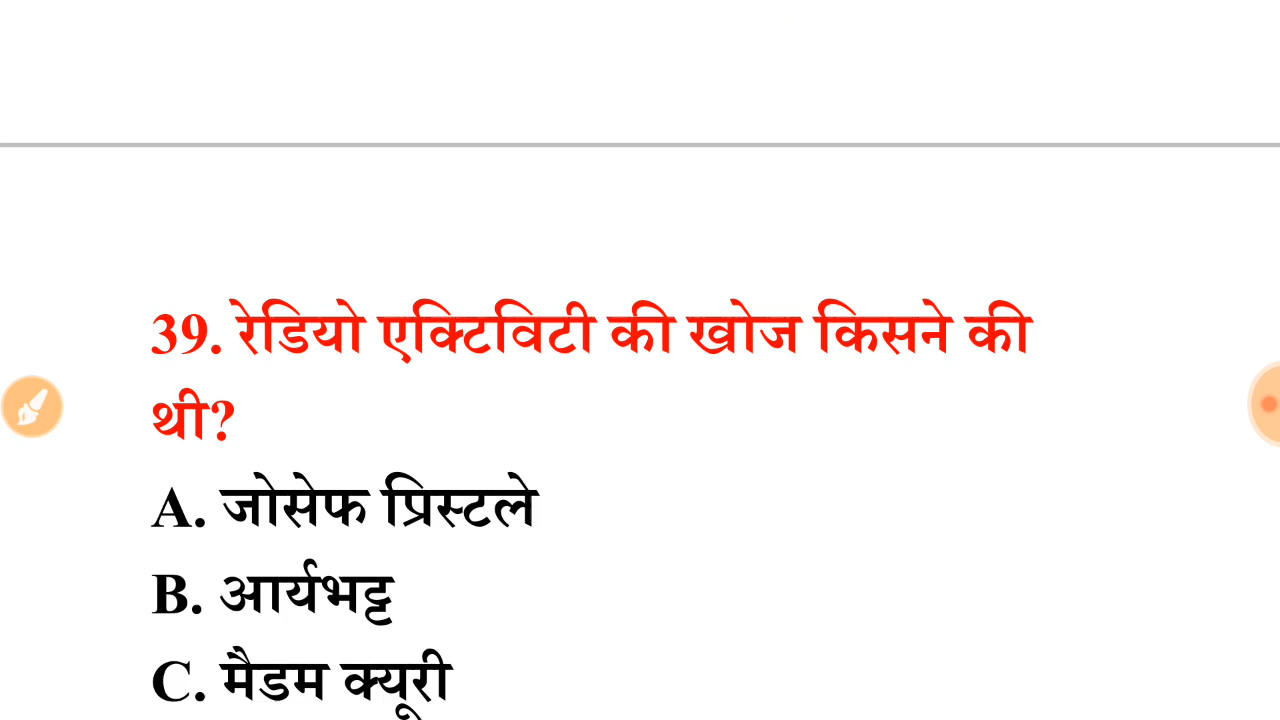 39. रेडियो एक्टिविटी की खोज किसने की
थी?
A. जोसेफ प्रिस्टले
B. आर्यभट्ट
C. मैडम क्यूरी